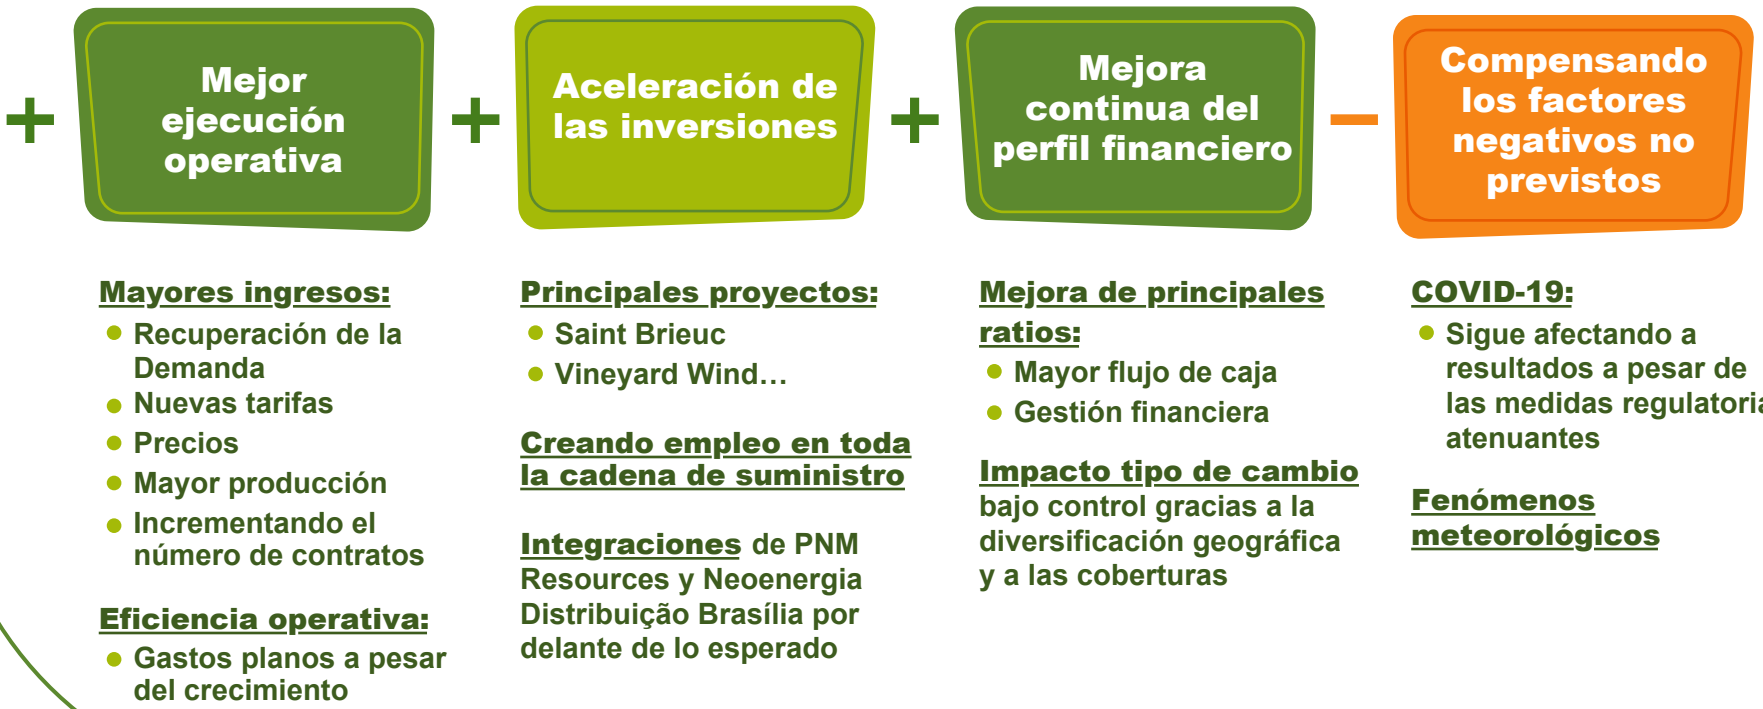 +
Mejor
ejecución
operativa
+
Aceleración de
las inversiones
+
Mejora
continua del
perfil financiero
−
Compensando
los factores
negativos no
previstos
Mayores ingresos:
• Recuperación de la
Demanda
• Nuevas tarifas
• Precios
• Mayor producción
• Incrementando el
número de contratos
Eficiencia operativa:
• Gastos planos a pesar
del crecimiento
Principales proyectos:
• Saint Brieuc
• Vineyard Wind…
Creando empleo en toda
la cadena de suministro
Integraciones de PNM
Resources y Neoenergia
Distribuição Brasília por
delante de lo esperado
Mejora de principales
ratios:
• Mayor flujo de caja
• Gestión financiera
Impacto tipo de cambio
bajo control gracias a la
diversificación geográfica
y a las coberturas
COVID-19:
• Sigue afectando a
resultados a pesar de
las medidas regulatoria
atenuantes
Fenómenos
meteorológicos